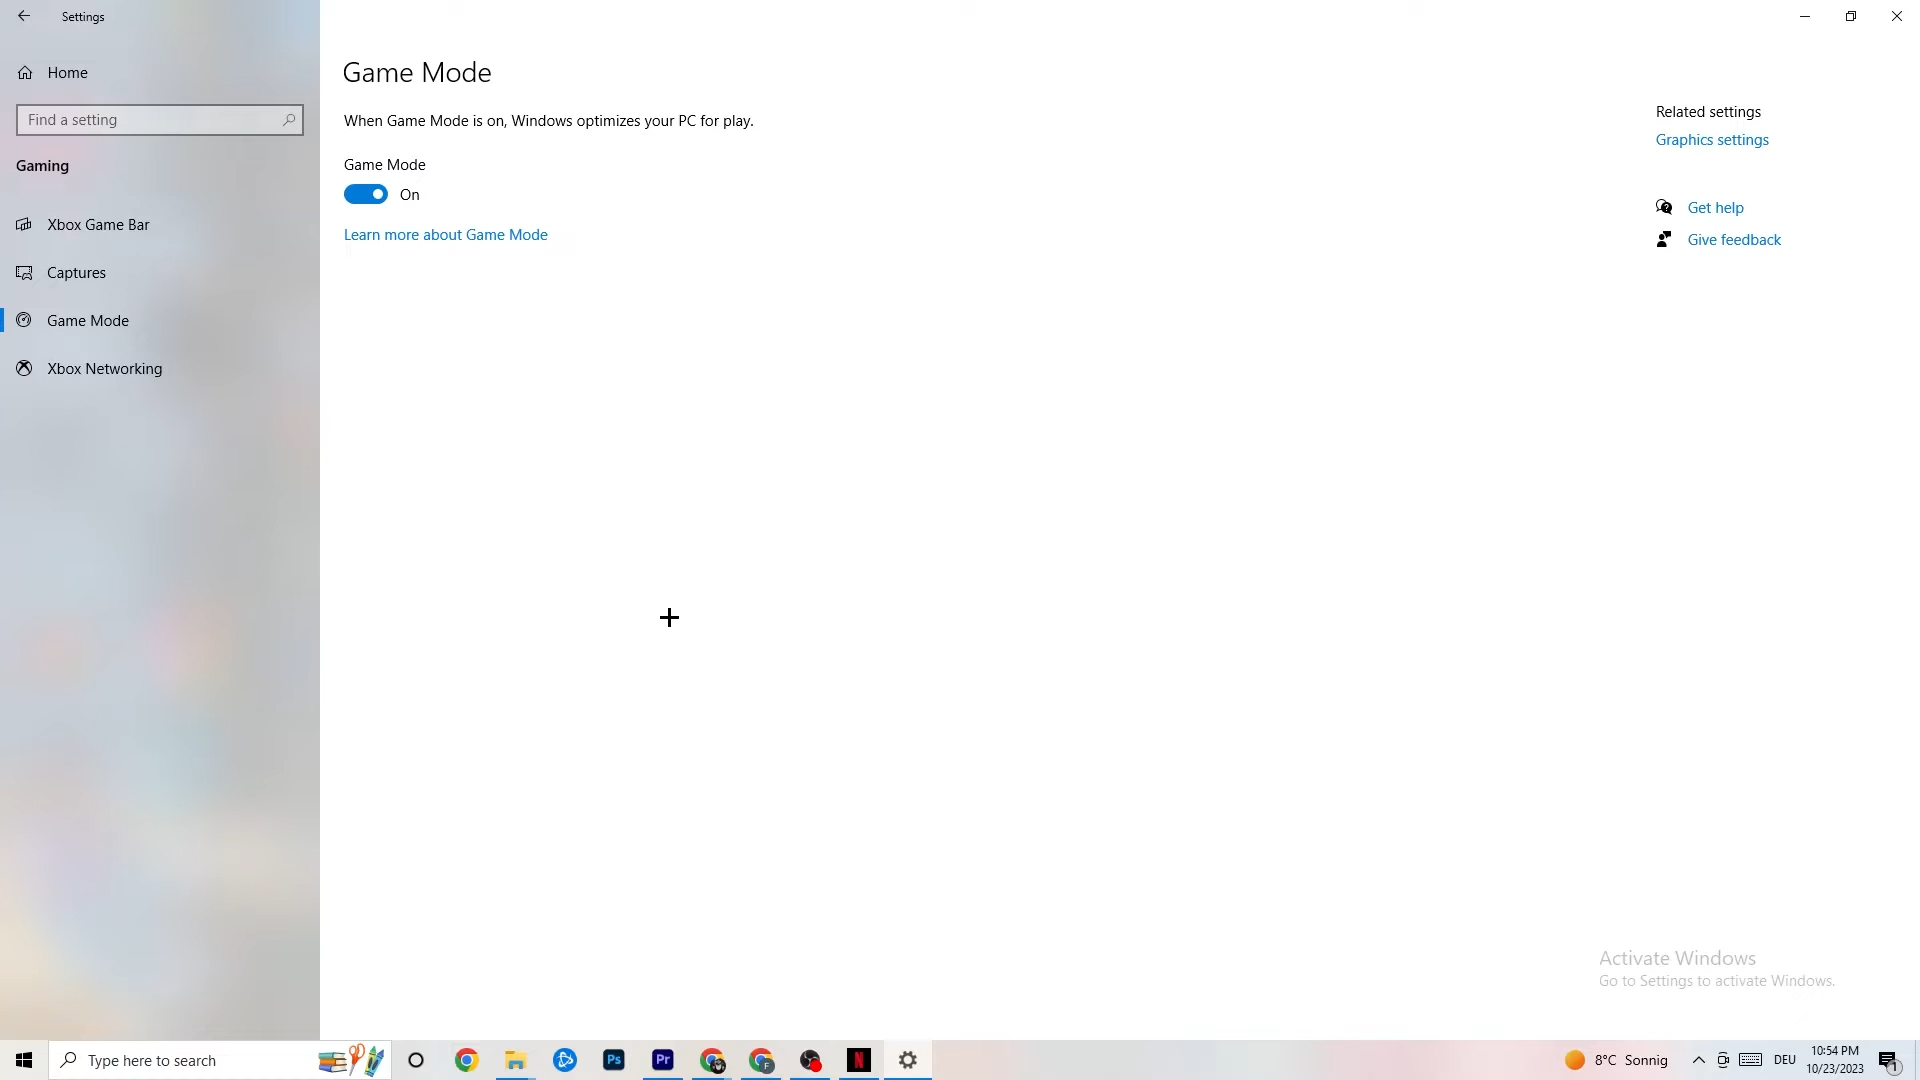 Settings
Home
Find a setting
Gaming
Xbox Game Bar
Captures
Game Mode
Xbox Networking
Game Mode
When Game Mode is on, Windows optimizes your PC for play.
Game Mode
On
Learn more about Game Mode
Related settings
Graphics settings
Get help
Give feedback
Activate Windows
Go to Settings to activate Windows.
Type here to search
Ps
Pr
F
N
8°C Sonnig
DEU
10:54 PM
10/23/2023
1